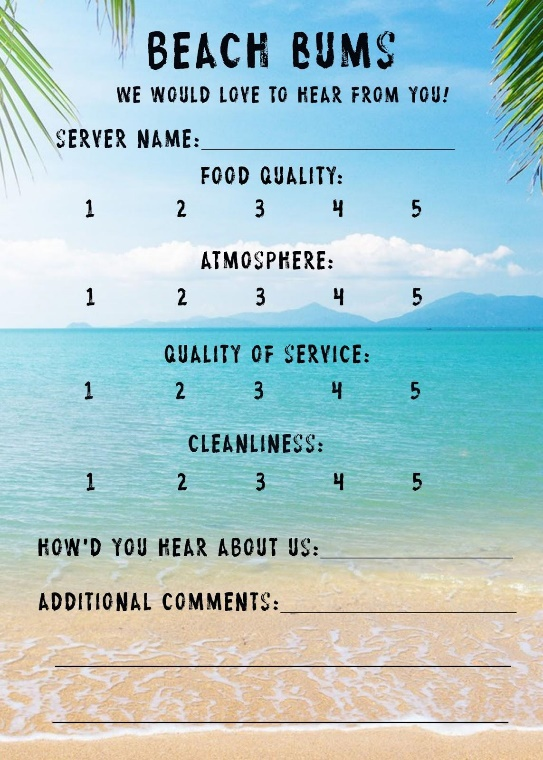 BEACH BUMS
WE WOULD LOVE TO HEAR FROM YOU!
SERVER NAME:
FOOD QUALITY:
1 2 3 4 5
ATMOSPHERE:
1 2 3 4 5
QUALITY OF SERVICE:
1 2 3 4 5
CLEANLINESS:
1 2 3 4 5
HOW'D YOU HEAR ABOUT US:
ADDITIONAL COMMENTS: